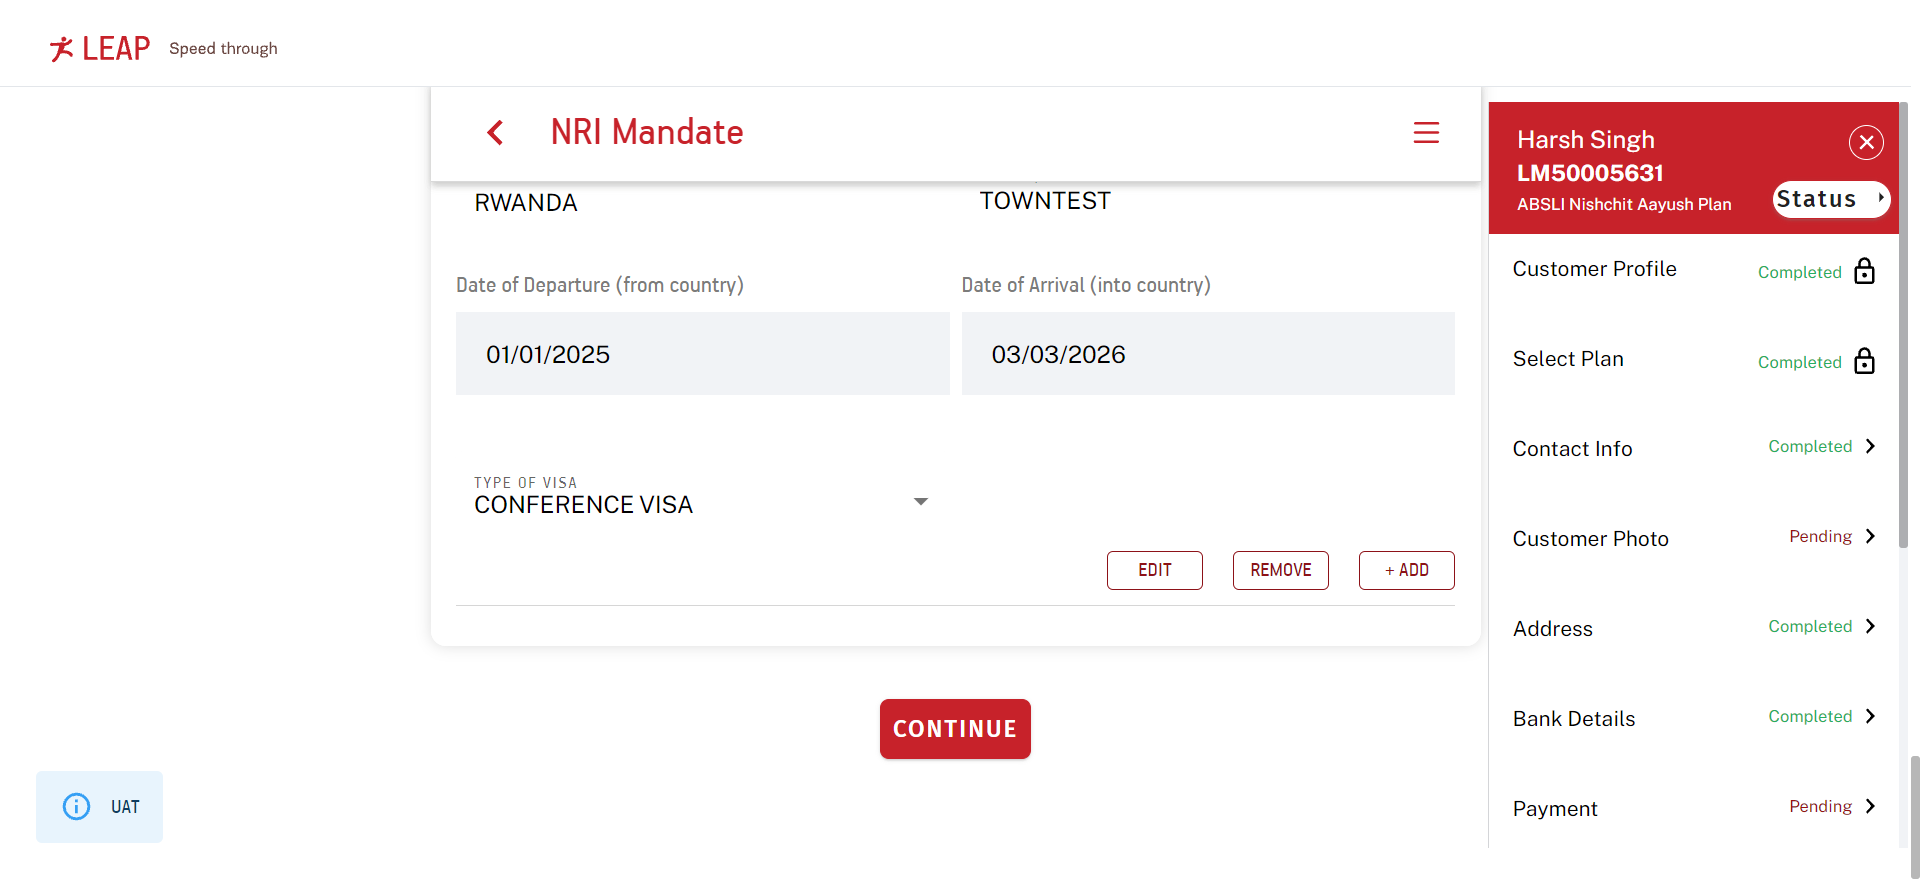 LEAP Speed through
NRI Mandate
RWANDA
TOWNTEST
Date of Departure (from country)
Date of Arrival (into country)
01/01/2025
03/03/2026
TYPE OF VISA
CONFERENCE VISA
EDIT
REMOVE
+ ADD
CONTINUE
UAT
Harsh Singh
LM50005631
ABSLI Nishchit Aayush Plan
Status
Customer Profile Completed
Select Plan Completed
Contact Info Completed
Customer Photo Pending
Address Completed
Bank Details Completed
Payment Pending